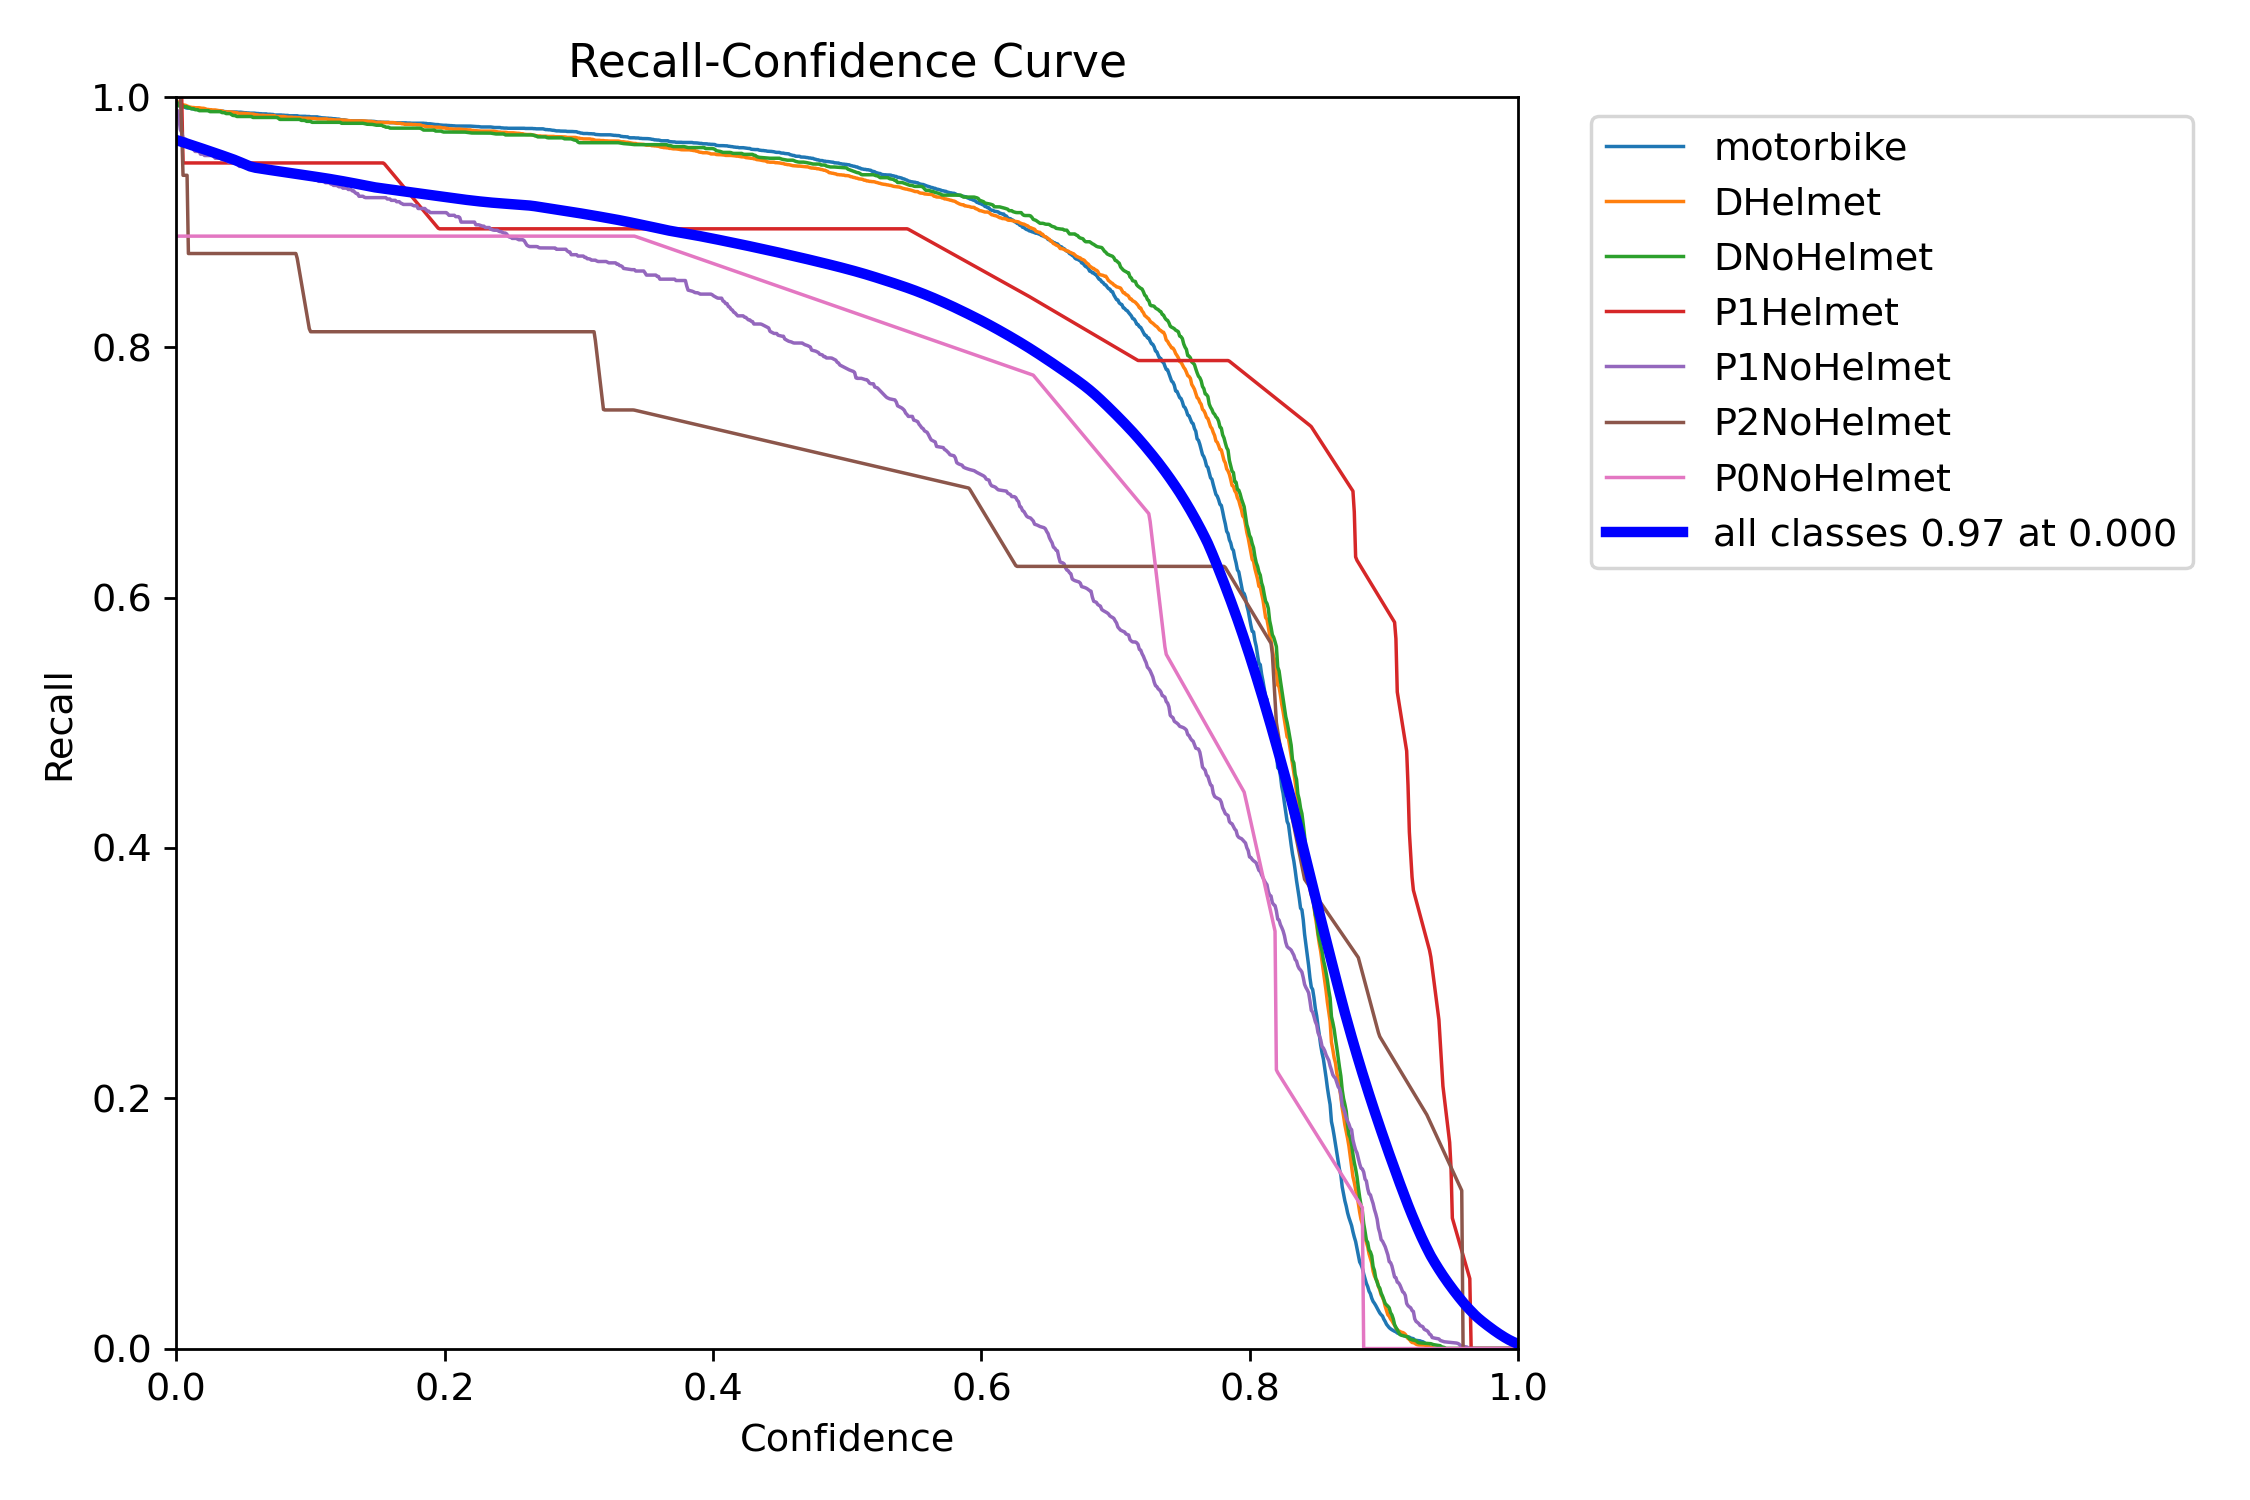 Recall-Confidence Curve
1.0
0.8
0.6
0.4
0.2
0.0
Recall
0.0 0.2 0.4 0.6 0.8 1.0
Confidence
motorbike
DHelmet
DNoHelmet
P1Helmet
P1NoHelmet
P2NoHelmet
P0NoHelmet
all classes 0.97 at 0.000